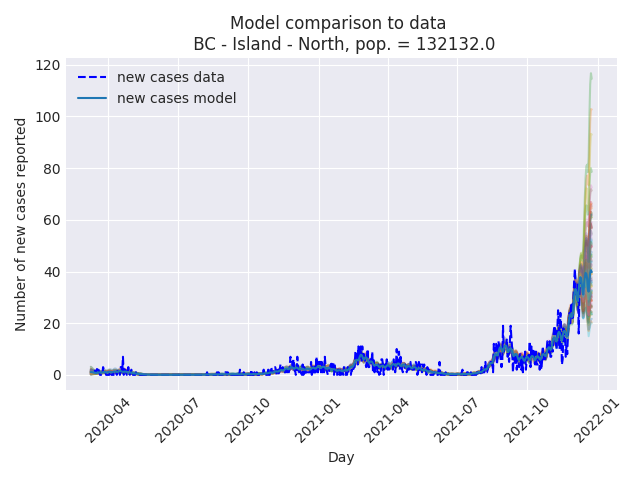 Model comparison to data
BC - Island - North, pop. = 132132.0
new cases data
new cases model
Number of new cases reported
120
100
80
60
40
20
0
2020-04
2020-07
2020-10
2021-01
2021-04
2021-07
2021-10
2022-01
Day